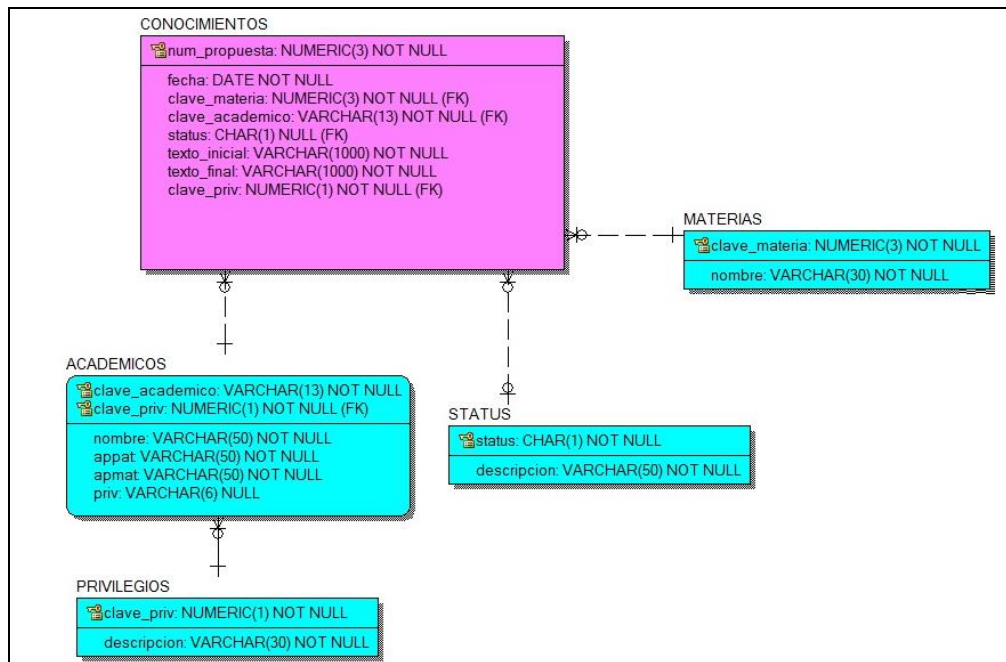 CONOCIMIENTOS
num_propuesta: NUMERIC(3) NOT NULL
fecha: DATE NOT NULL
clave_materia: NUMERIC(3) NOT NULL (FK)
clave_academico: VARCHAR(13) NOT NULL (FK)
status: CHAR(1) NULL (FK)
texto_inicial: VARCHAR(1000) NOT NULL
texto_final: VARCHAR(1000) NOT NULL
clave_priv: NUMERIC(1) NOT NULL (FK)
MATERIAS
clave_materia: NUMERIC(3) NOT NULL
nombre: VARCHAR(30) NOT NULL
ACADEMICOS
clave_academico: VARCHAR(13) NOT NULL
clave_priv: NUMERIC(1) NOT NULL (FK)
nombre: VARCHAR(50) NOT NULL
appat: VARCHAR(50) NOT NULL
apmat: VARCHAR(50) NOT NULL
priv: VARCHAR(6) NULL
STATUS
status: CHAR(1) NOT NULL
descripcion: VARCHAR(50) NOT NULL
PRIVILEGIOS
clave_priv: NUMERIC(1) NOT NULL
descripcion: VARCHAR(30) NOT NULL